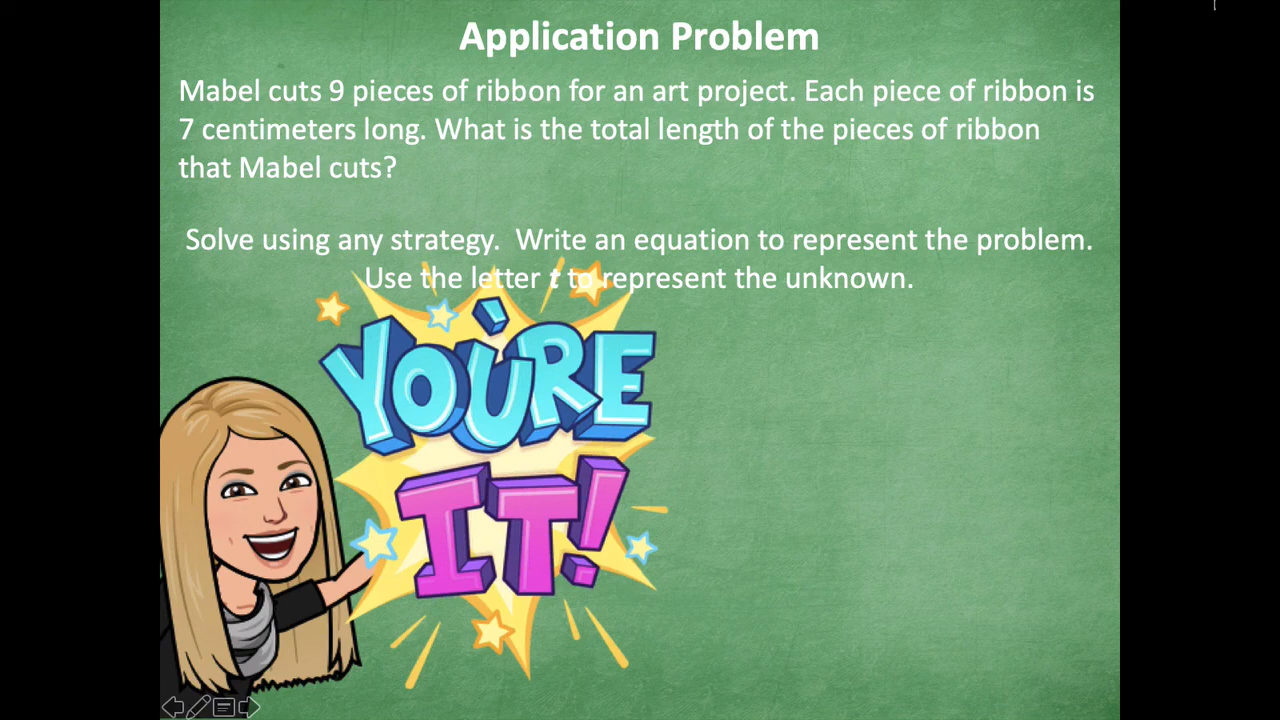 Application Problem
Mabel cuts 9 pieces of ribbon for an art project. Each piece of ribbon is
7 centimeters long. What is the total length of the pieces of ribbon
that Mabel cuts?
Solve using any strategy.  Write an equation to represent the problem.
Use the letter t to represent the unknown.
YOU'RE
IT!